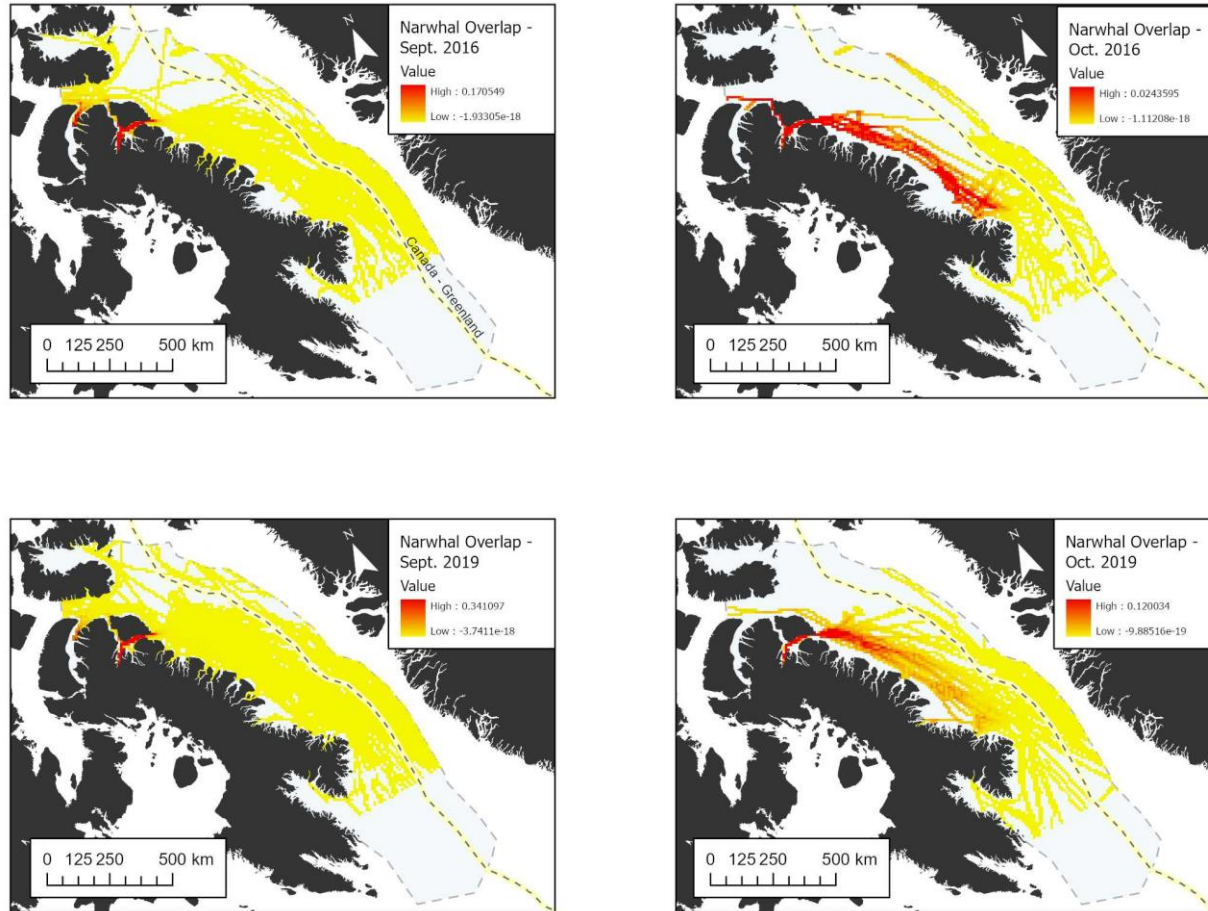 Narwhal Overlap -
Sept. 2016
Value
High : 0.170549
Low : -1.93305e-18
N
Canada - Greenland
0 125 250 500 km
Narwhal Overlap -
Oct. 2016
Value
High : 0.0243595
Low : -1.11208e-18
N
0 125 250 500 km
Narwhal Overlap -
Sept. 2019
Value
High : 0.341097
Low : -3.7411e-18
N
0 125 250 500 km
Narwhal Overlap -
Oct. 2019
Value
High : 0.120034
Low : -9.88516e-19
N
0 125 250 500 km